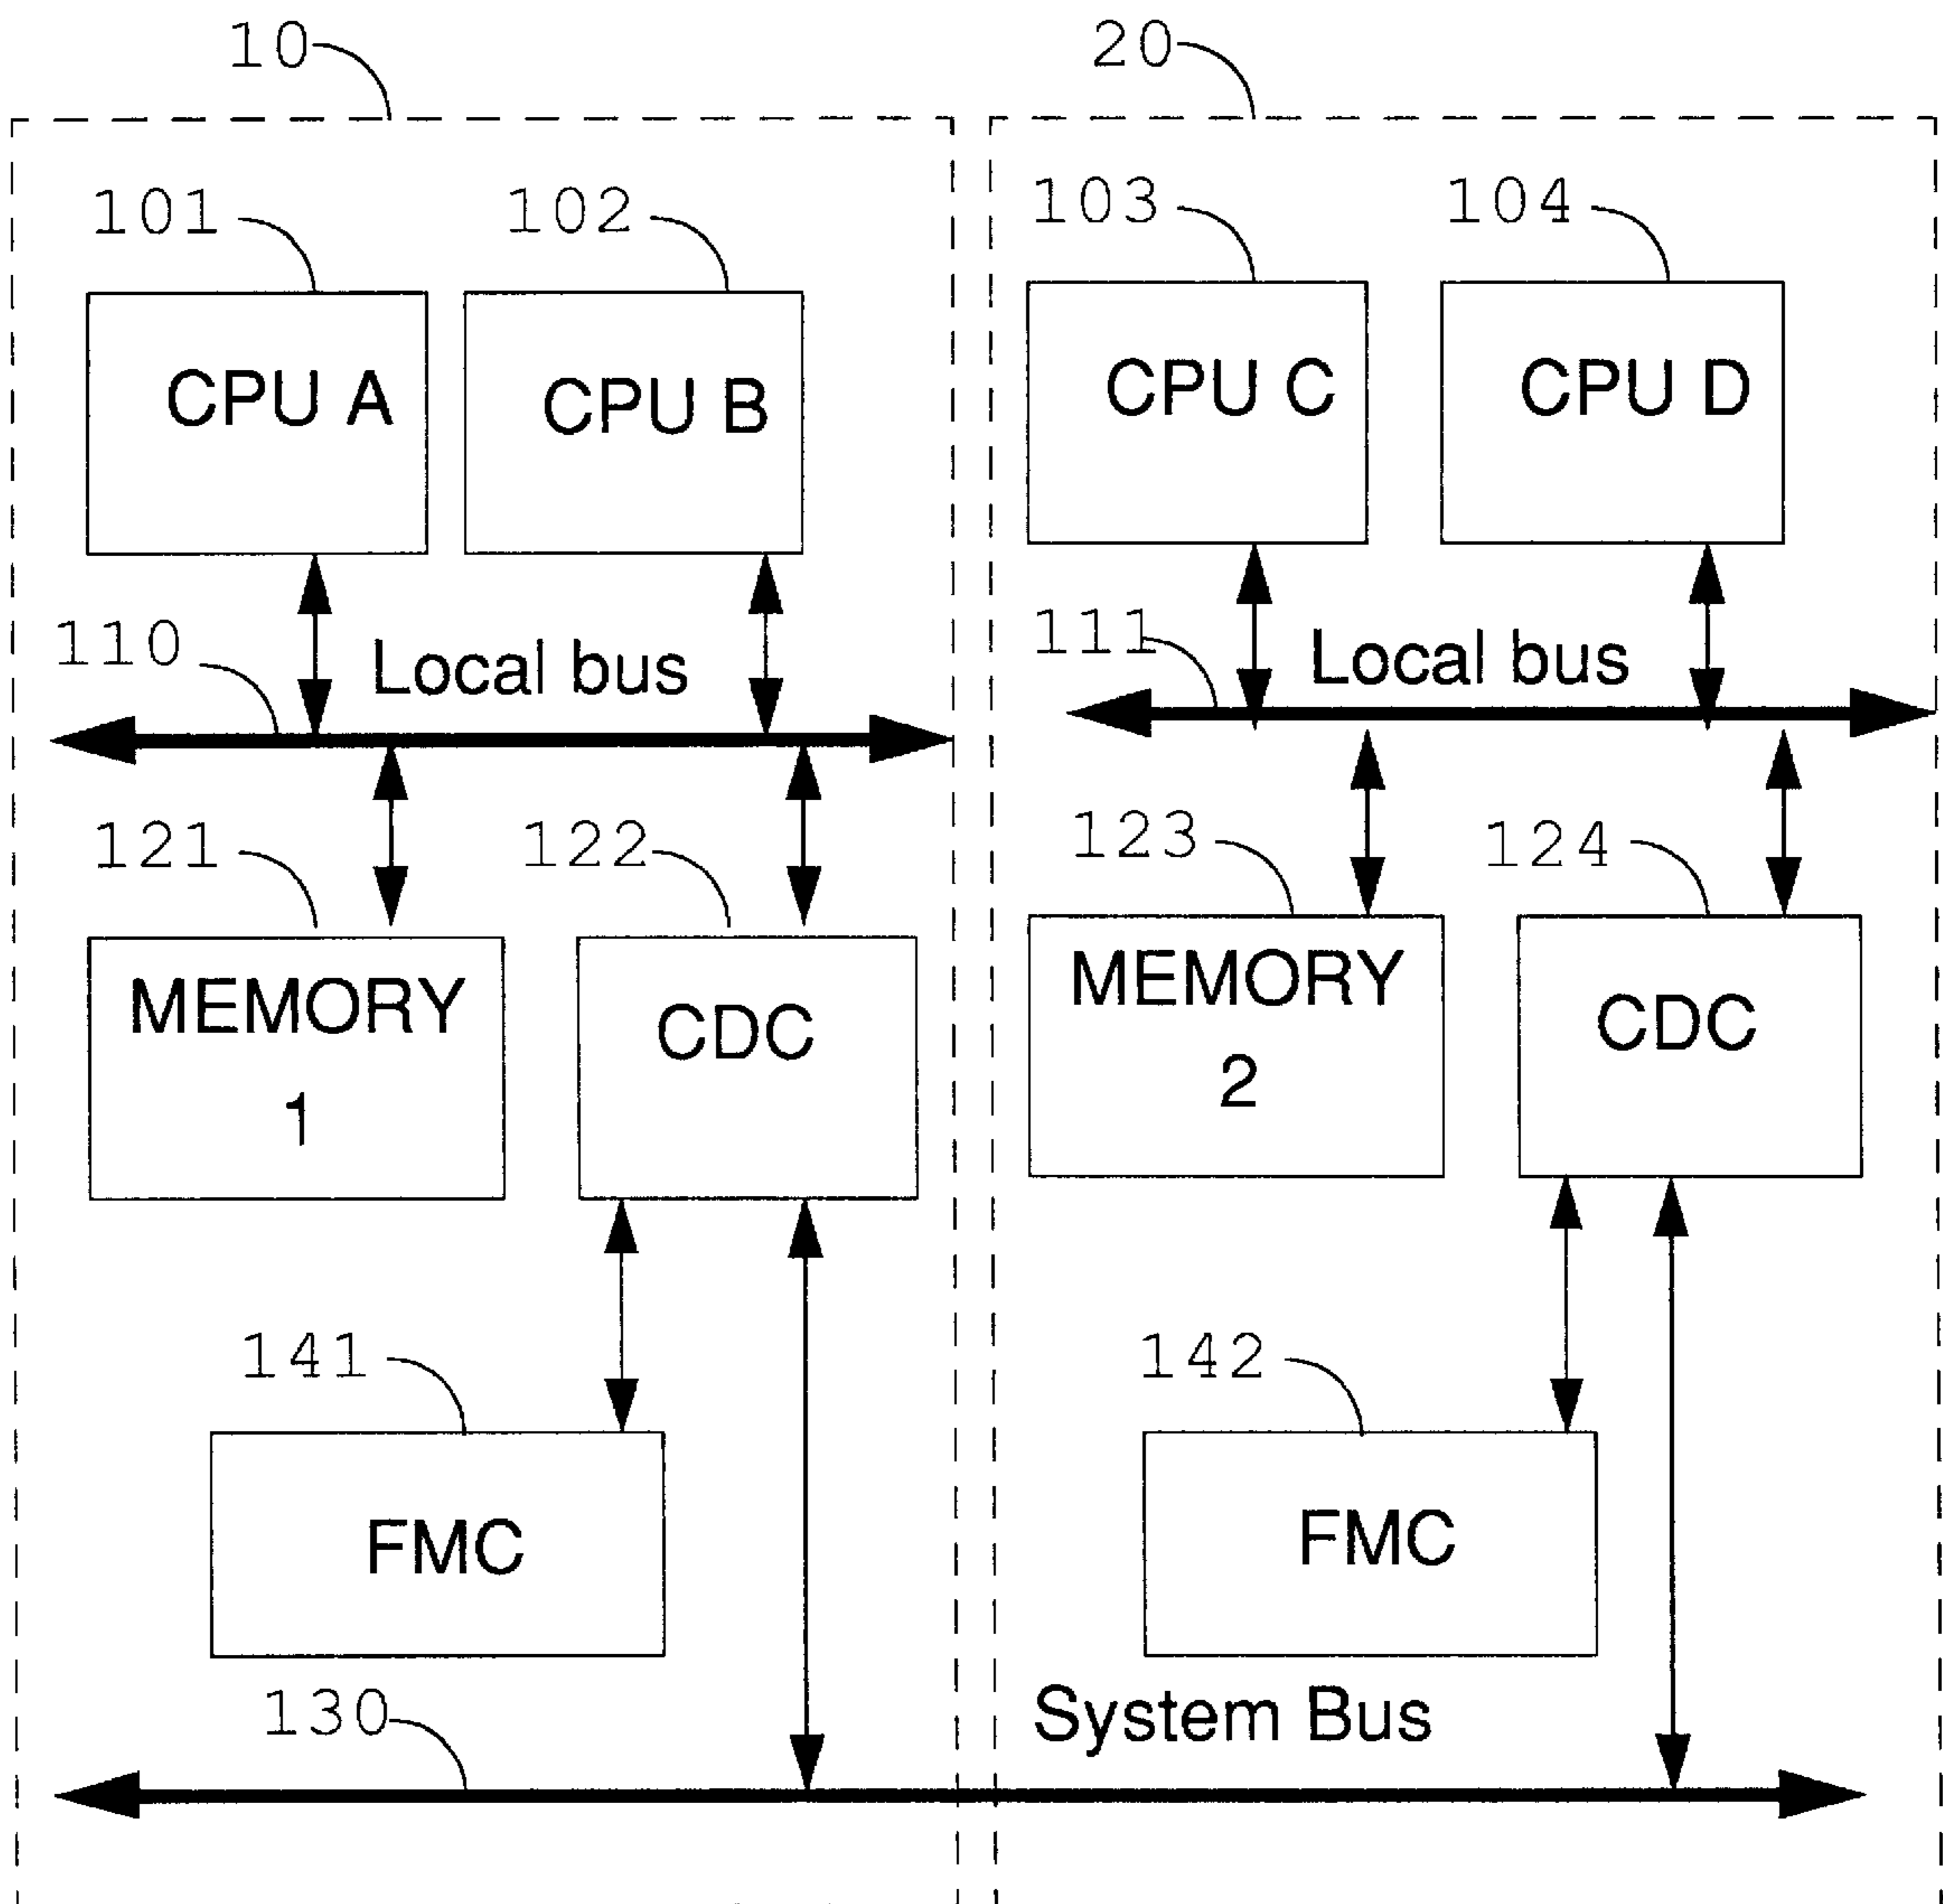 10
20
101
102
103
104
CPU A
CPU B
CPU C
CPU D
110
Local bus
111
Local bus
121
122
123
124
MEMORY
1
CDC
MEMORY
2
CDC
141
142
FMC
FMC
130
System Bus